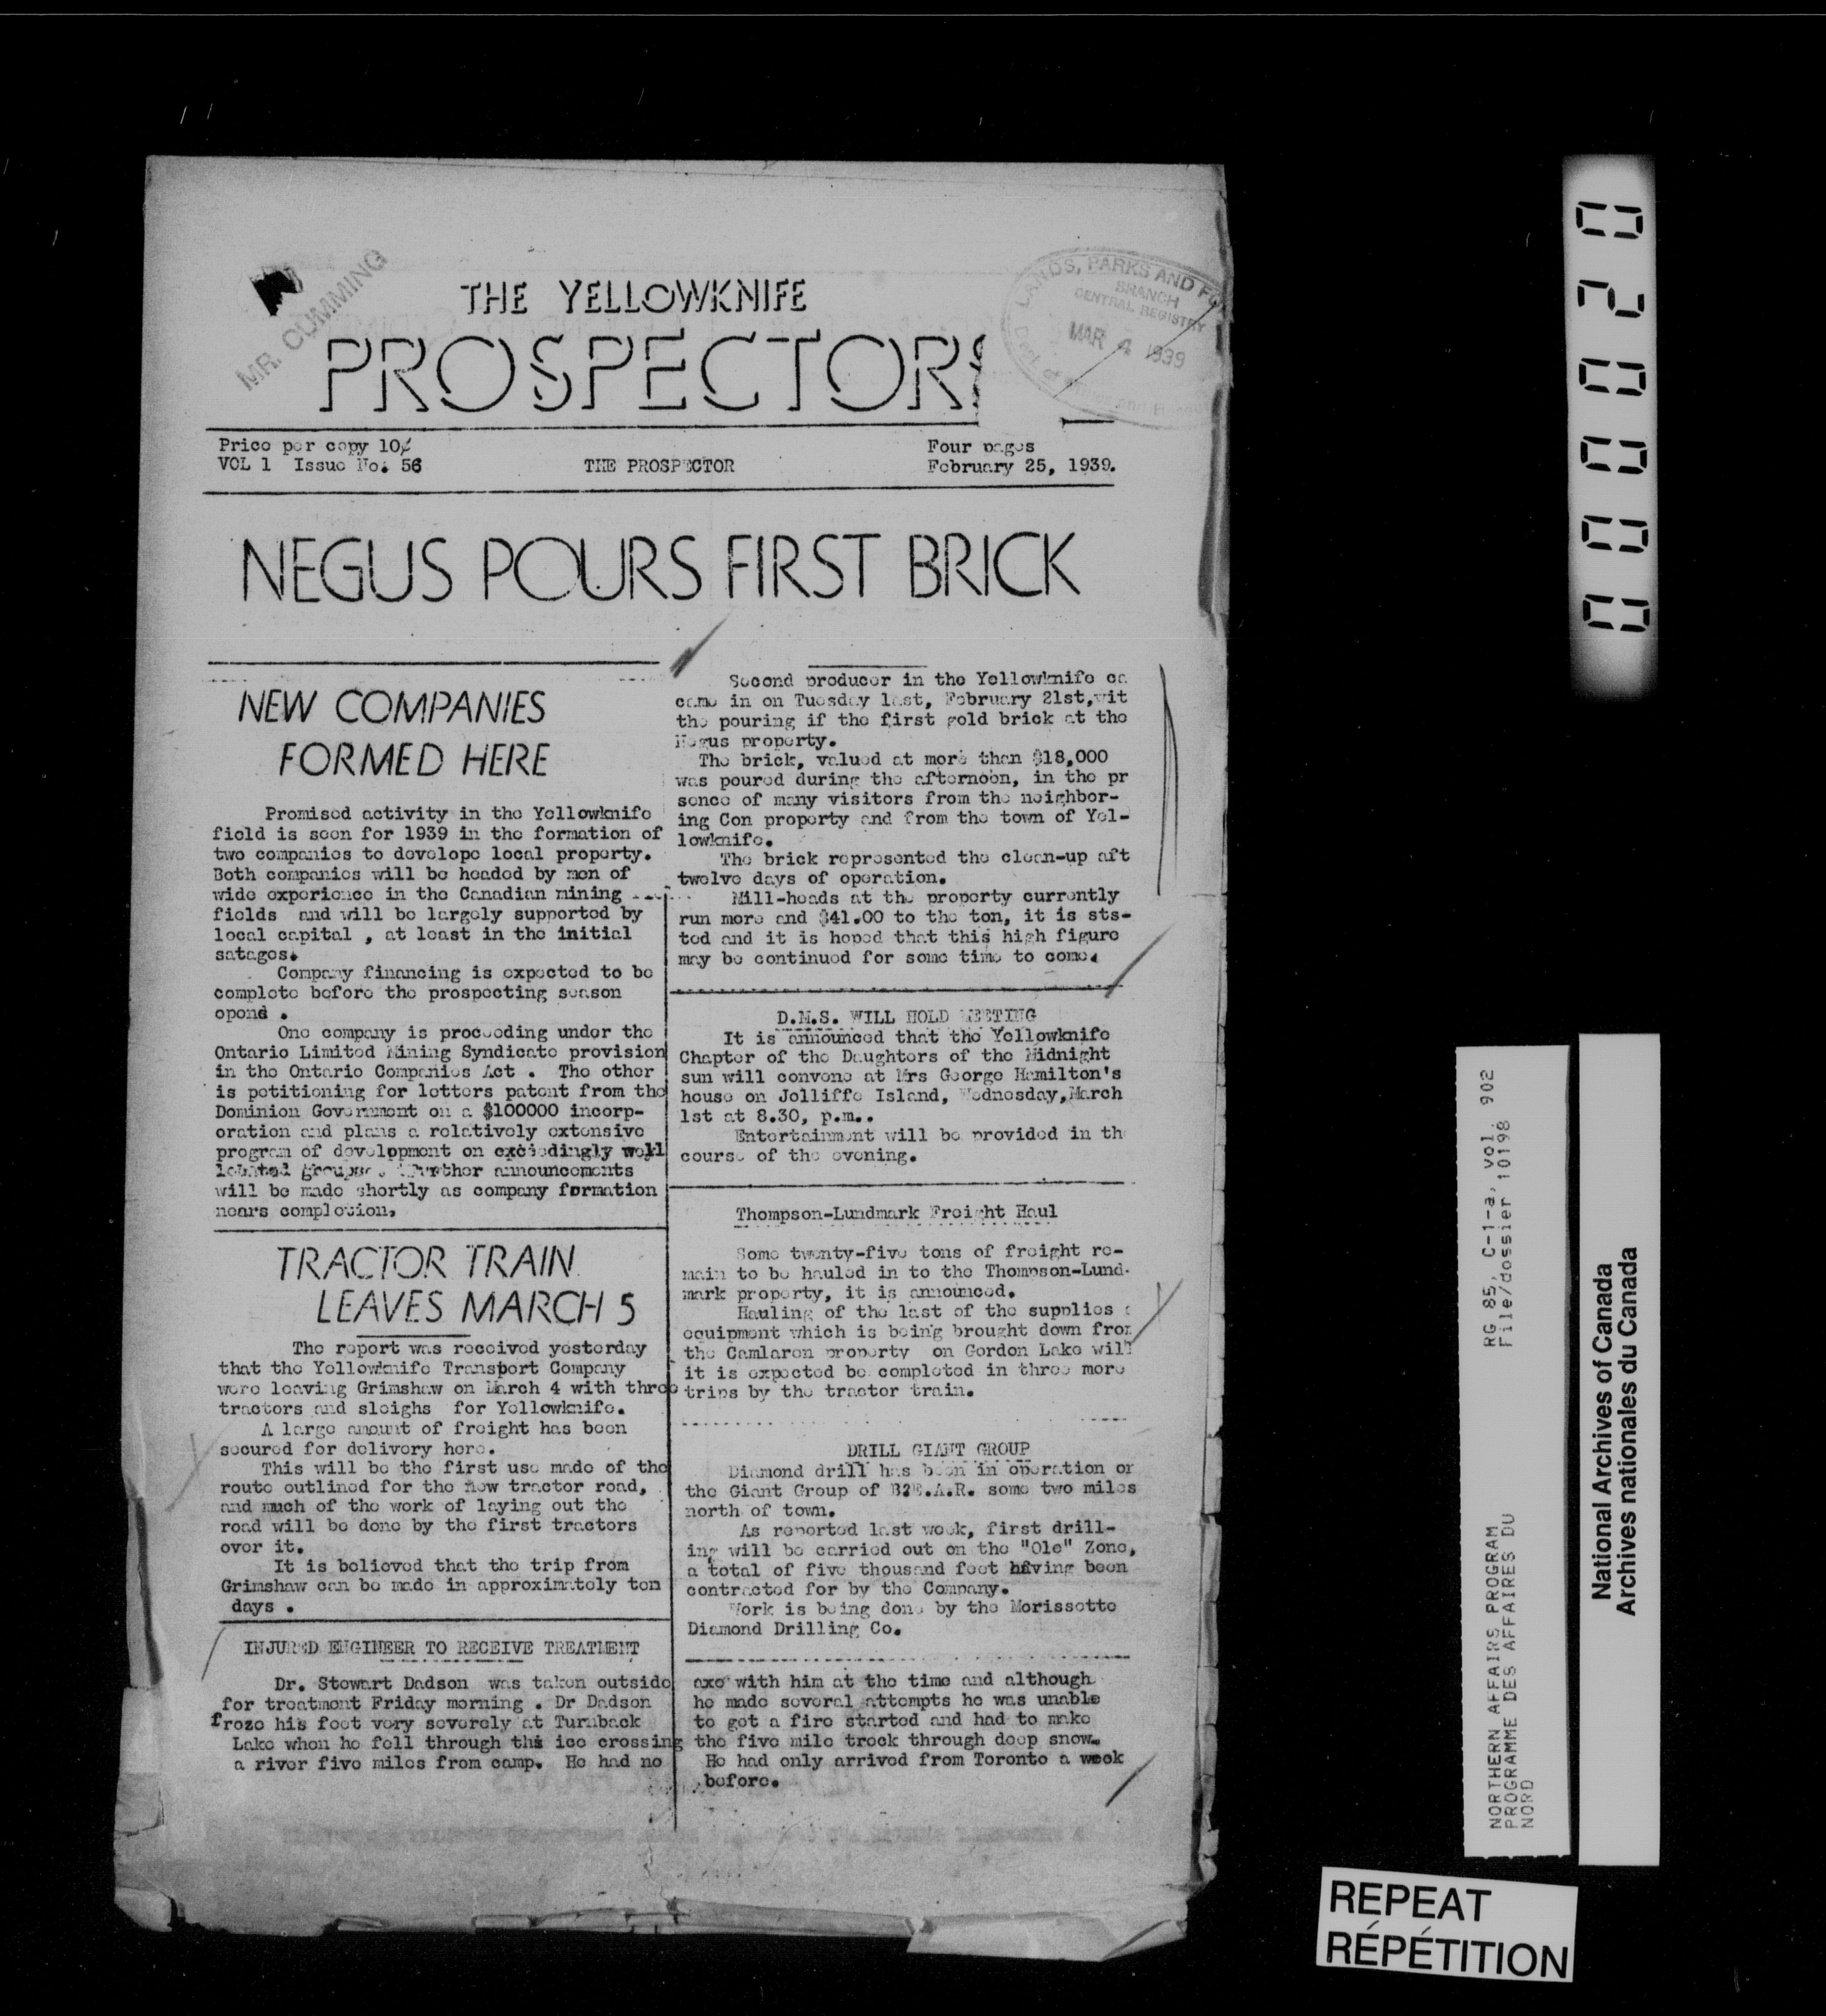 MR. CUMMING
LANDS, PARKS AND
BRANCH
CENTRAL REGISTRY
MAR 4 1939
THE YELLOWKNIFE
PROSPECTOR
Price per copy 10¢
VOL 1 Issue No. 56
THE PROSPECTOR
Four pages
February 25, 1939.
NEGUS POURS FIRST BRICK
NEW COMPANIES
FORMED HERE
Promised activity in the Yellowknife
field is seen for 1939 in the formation of
two companies to develope local property.
Both companies will be headed by men of
wide experience in the Canadian mining
fields and will be largely supported by
local capital , at least in the initial
satages.
Company financing is expected to be
complete before the prospecting season
opens .
One company is proceeding under the
Ontario Limited Mining Syndicate provision
in the Ontario Companies Act . The other
is petitioning for letters patent from the
Dominion Government on a $100000 incorp-
oration and plans a relatively extensive
program of development on exceedingly well
groups. Further announcements
will be made shortly as company formation
nears completion,
TRACTOR TRAIN
LEAVES MARCH 5
The report was received yesterday
that the Yellowknife Transport Company
were leaving Grimshaw on March 4 with three
tractors and sleighs for Yellowknife.
A large amount of freight has been
secured for delivery here.
This will be the first use made of the
route outlined for the new tractor road,
and much of the work of laying out the
road will be done by the first tractors
over it.
It is believed that the trip from
Grimshaw can be made in approximately ten
days .
INJURED ENGINEER TO RECEIVE TREATMENT
Dr. Stewart Dadson was taken outside
for treatment Friday morning . Dr Dadson
froze his feet very severely at Turnback
Lake when he fell through the ice crossing
a river five miles from camp. He had no
Second producer in the Yellowknife ca
came in on Tuesday last, February 21st,wit
the pouring if the first gold brick at the
Negus property.
The brick, valued at more than $18,000
was poured during the afternoon, in the pr
sence of many visitors from the neighbor-
ing Con property and from the town of Yel-
lowknife.
The brick represented the clean-up aft
twelve days of operation.
Mill-heads at the property currently
run more and $41.00 to the ton, it is sts-
ted and it is hoped that this high figure
may be continued for some time to come.
D.M.S. WILL HOLD MEETING
It is announced that the Yellowknife
Chapter of the Daughters of the Midnight
sun will convene at Mrs George Hamilton's
house on Jolliffe Island, Wednesday,March
1st at 8.30, p.m..
Entertainment will be provided in th
course of the evening.
Thompson-Lundmark Freight Haul
Some twenty-five tons of freight re-
main to be hauled in to the Thompson-Lund-
mark property, it is announced.
Hauling of the last of the supplies
equipment which is being brought down from
the Camlaren property on Gordon Lake will
it is expected be completed in three more
trips by the tractor train.
DRILL GIANT GROUP
Diamond drill has been in operation or
the Giant Group of B?E.A.R. some two miles
north of town.
As reported last week, first drill-
ing will be carried out on the "Ole" Zone,
a total of five thousand feet having been
contracted for by the Company.
Work is being done by the Morissette
Diamond Drilling Co.
axe with him at the time and although
he made several attempts he was unable
to get a fire started and had to make
the five mile treck through deep snow.
He had only arrived from Toronto a week
before.
000020
RG 85, C-1-a, vol. 902
File/dossier 10198
NORTHERN AFFAIRS PROGRAM
PROGRAMME DES AFFAIRES DU
NORD
National Archives of Canada
Archives nationales du Canada
REPEAT
RÉPÉTITION